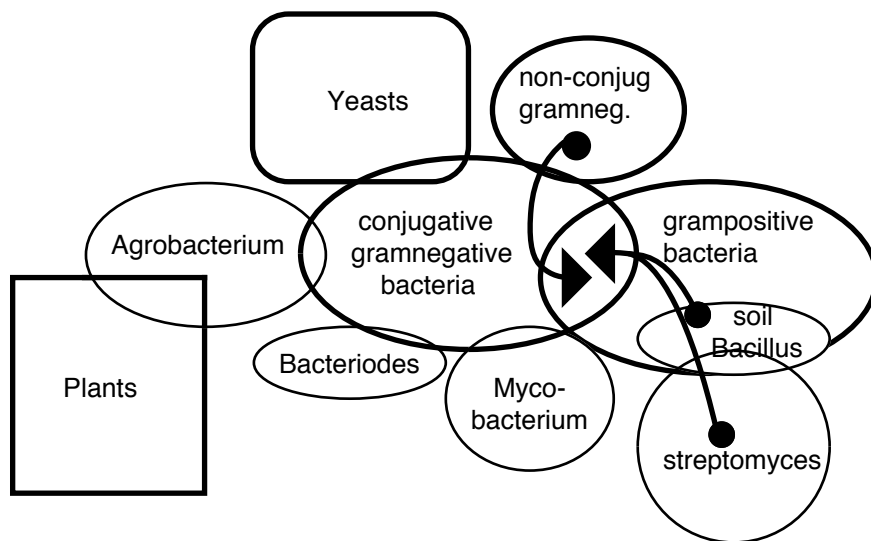 Yeasts
non-conjug
gramneg.
Agrobacterium
conjugative
gramnegative
bacteria
grampositive
bacteria
soil
Bacillus
Bacteriodes
Plants
Myco-
bacterium
streptomyces